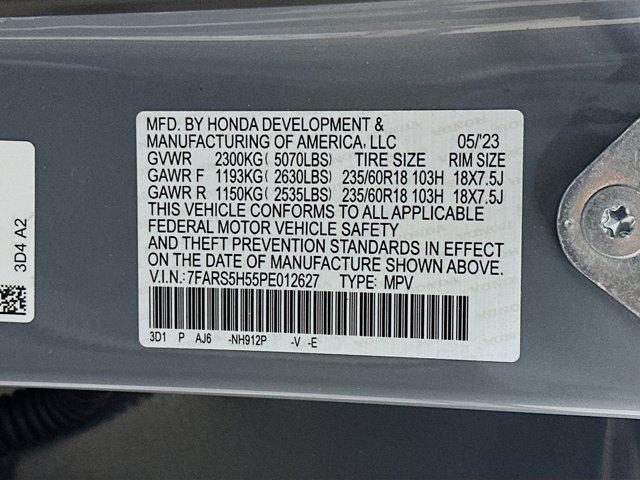 MFD. BY HONDA DEVELOPMENT &
MANUFACTURING OF AMERICA, LLC 05/'23
GVWR 2300KG( 5070LBS) TIRE SIZE RIM SIZE
GAWR F 1193KG( 2630LBS) 235/60R18 103H 18X7.5J
GAWR R 1150KG( 2535LBS) 235/60R18 103H 18X7.5J
THIS VEHICLE CONFORMS TO ALL APPLICABLE
FEDERAL MOTOR VEHICLE SAFETY
AND THEFT PREVENTION STANDARDS IN EFFECT
ON THE DATE OF MANUFACTURE SHOWN ABOVE.
V.I.N.:7FARS5H55PE012627 TYPE: MPV
3D1 P AJ6 -NH912P -V -E
3D4 A2